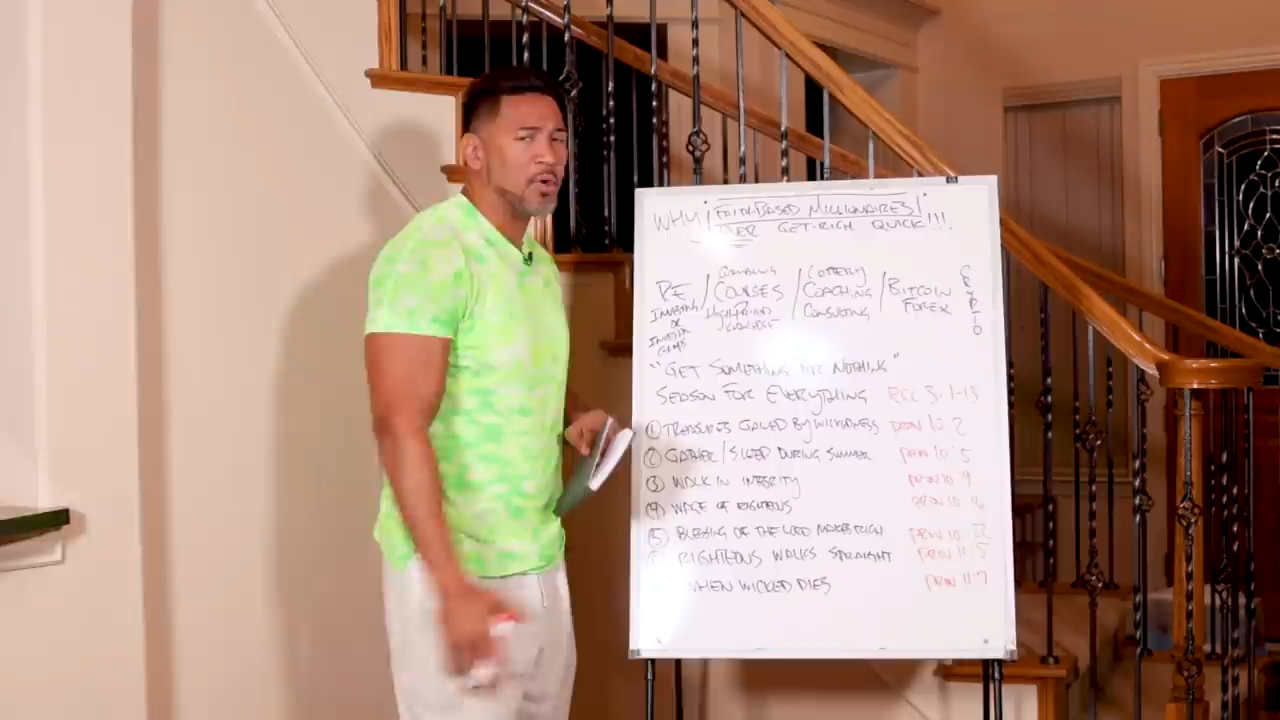 WHY "FAITH-BASED MILLIONAIRES"
GET-RICH QUICK!!!
RE / COURSES / LOTTERY COACHING CONSULTING / BITCOIN FOREX CRYPTO
"GET SOMETHING FOR NOTHING"
SEASON FOR EVERYTHING ECC 3:1-13
① TREASURES GAINED BY WICKEDNESS PROV 10:2
② GATHER/SLEEP DURING SUMMER PROV 10:5
③ WALK IN INTEGRITY PROV 10:9
④ WAGE OF RIGHTEOUS PROV 10:
⑤ BLESSING OF THE LORD MAKES RICH PROV 10:22
RIGHTEOUS WALKS STRAIGHT PROV 11:5
WHEN WICKED DIES PROV 11:7